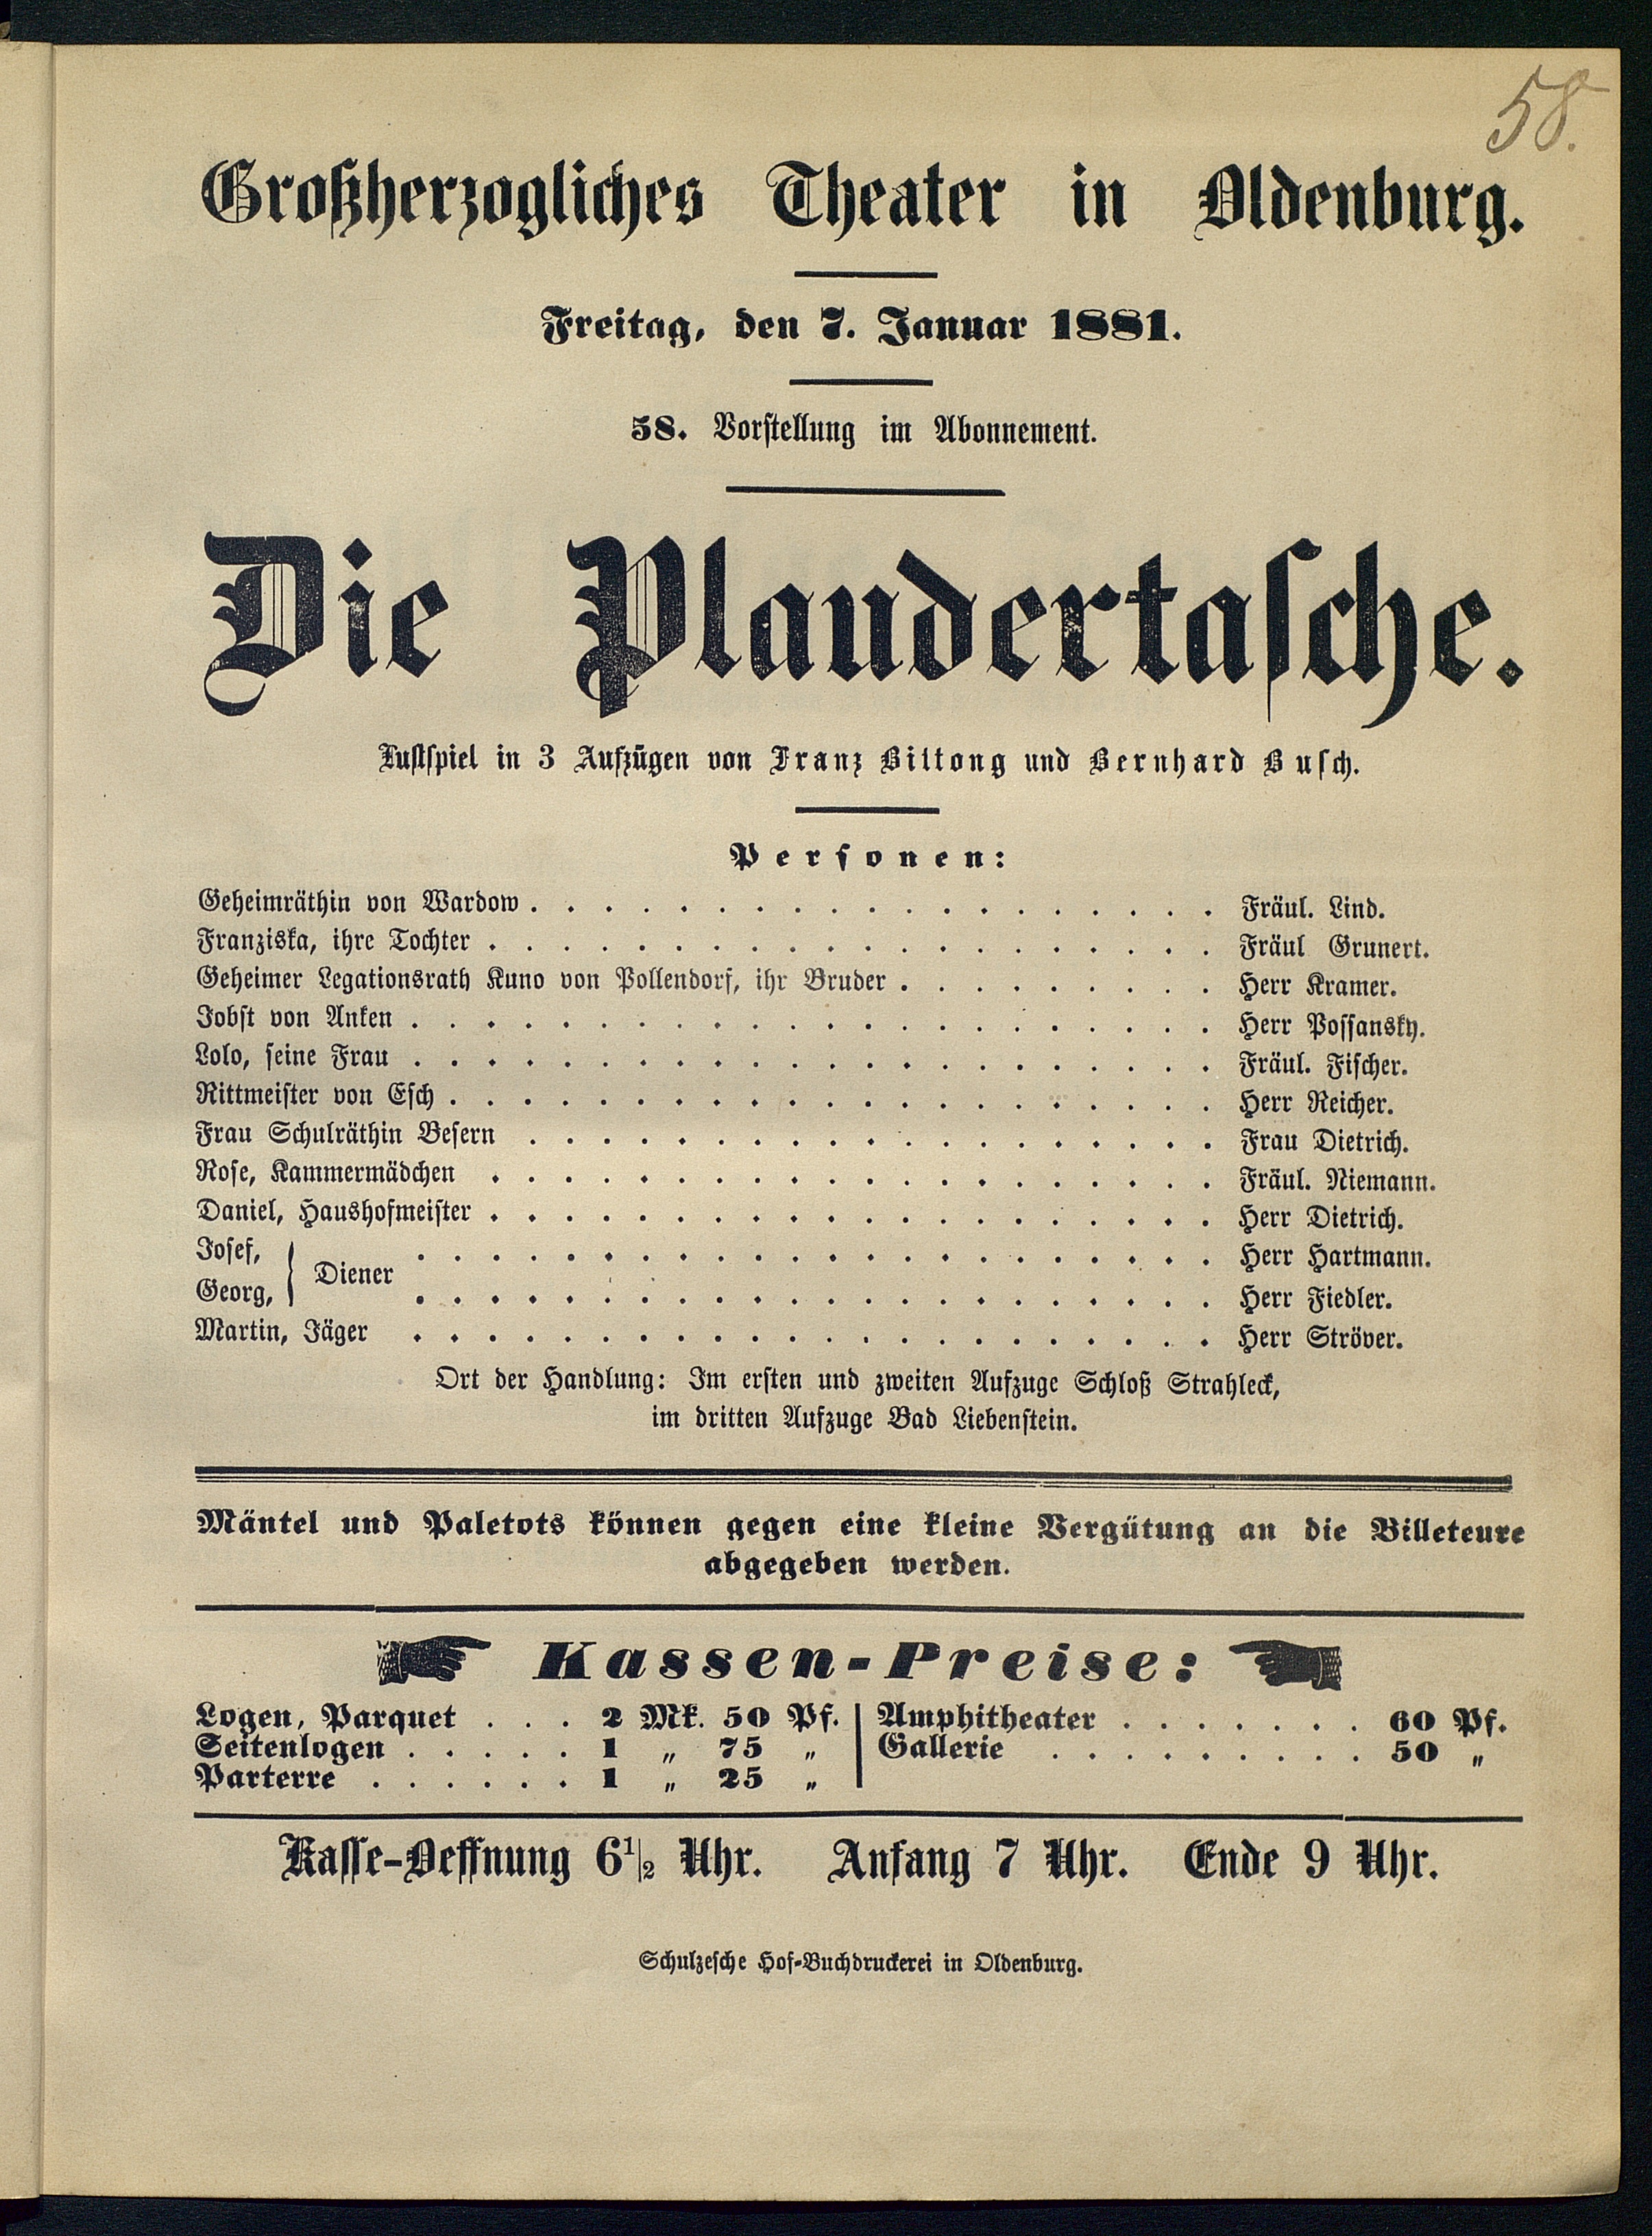 58.
Großherzogliches Theater in Oldenburg.
Freitag, den 7. Januar 1881.
58. Vorstellung im Abonnement.
Die Plaudertasche.
Lustspiel in 3 Aufzügen von Franz Biltong und Bernhard Busch.
Personen:
Geheimräthin von Wardow . . . . . . . . . . . . . . . . . . . Fräul. Lind.
Franziska, ihre Tochter . . . . . . . . . . . . . . . . . . . . Fräul Grunert.
Geheimer Legationsrath Kuno von Pollendorf, ihr Bruder . . . . . . . . . Herr Kramer.
Jobst von Anken . . . . . . . . . . . . . . . . . . . . . . Herr Possansky.
Lolo, seine Frau . . . . . . . . . . . . . . . . . . . . . . Fräul. Fischer.
Rittmeister von Esch . . . . . . . . . . . . . . . . . . . . . Herr Reicher.
Frau Schulräthin Besern . . . . . . . . . . . . . . . . . . . Frau Dietrich.
Rose, Kammermädchen . . . . . . . . . . . . . . . . . . . . Fräul. Niemann.
Daniel, Haushofmeister . . . . . . . . . . . . . . . . . . . . Herr Dietrich.
Josef, . . . . . . . . . . . . . . . . . . . . . . Herr Hartmann.
Diener
Georg, . . . . . . . . . . . . . . . . . . . . . . Herr Fiedler.
Martin, Jäger . . . . . . . . . . . . . . . . . . . . . . Herr Ströver.
Ort der Handlung: Im ersten und zweiten Aufzuge Schloß Strahleck,
im dritten Aufzuge Bad Liebenstein.
Mäntel und Paletots können gegen eine kleine Vergütung an die Billeteure
abgegeben werden.
Kassen-Preise:
Logen, Parquet . . . 2 Mk. 50 Pf. | Amphitheater . . . . . . . 60 Pf.
Seitenlogen . . . . . 1 „ 75 „ | Gallerie . . . . . . . . . 50 „
Parterre . . . . . . 1 „ 25 „
Kasse-Oeffnung 6 1/2 Uhr. Anfang 7 Uhr. Ende 9 Uhr.
Schulzesche Hof-Buchdruckerei in Oldenburg.